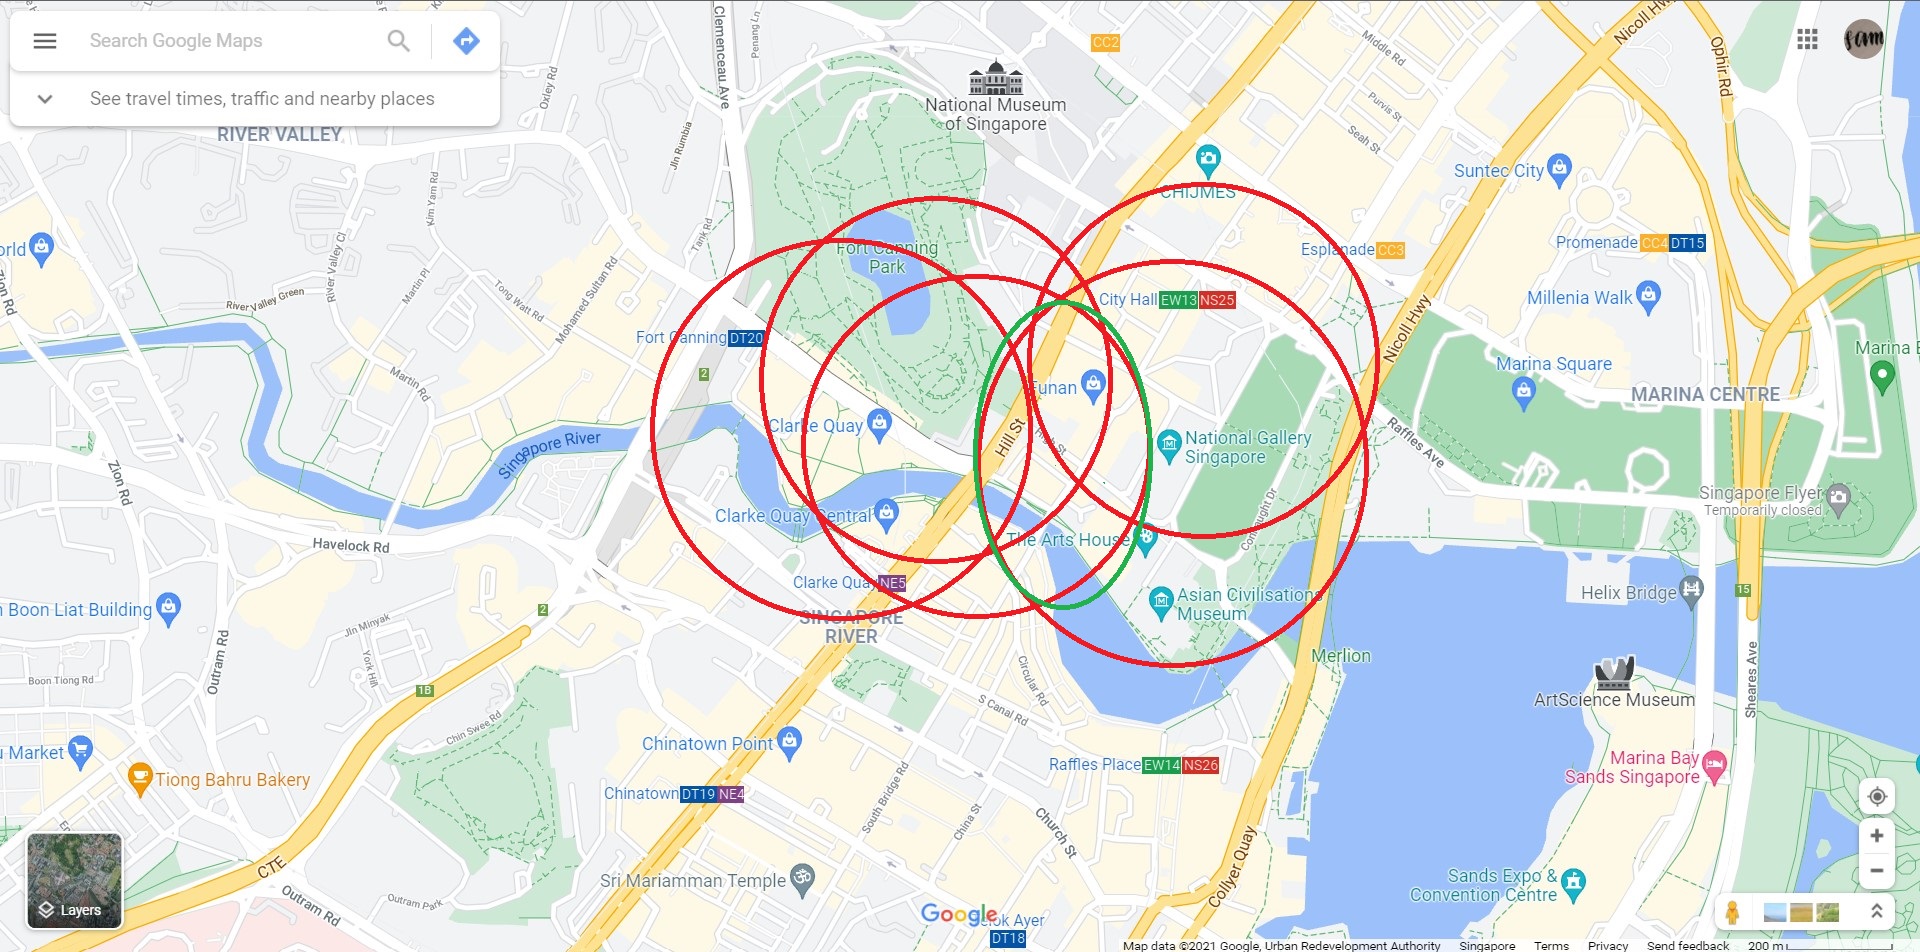 Search Google Maps
See travel times, traffic and nearby places
RIVER VALLEY
Clemenceau Ave
Penang Ln
Oxley Rd
CC2
Middle Rd
Nicoll Hwy
Ophir Rd
sam
National Museum
of Singapore
Purvis St
Seah St
Jln Rumbia
Kim Yam Rd
CHIJMES
Suntec City
Tank Rd
River Valley Cl
Mohamed Sultan Rd
Fort Canning
Park
Esplanade CC3
Promenade CC4 DT15
orld
Zion Rd
Martin Pl
River Valley Green
Tong Watt Rd
City Hall EW13 NS25
Millenia Walk
Nicoll Hwy
Fort Canning DT20
Marina B
2
Martin Rd
Funan
Marina Square
MARINA CENTRE
Clarke Quay
Hill St
High St
National Gallery
Singapore
Raffles Ave
Singapore River
Zion Rd
Singapore Flyer
Temporarily closed
Clarke Quay Central
Connaught Dr
Havelock Rd
The Arts House
Clarke Quay NE5
Asian Civilisations
Museum
Helix Bridge
15
n Boon Liat Building
2
SINGAPORE
RIVER
Jln Minyak
York Hill
Outram Rd
Merlion
Boon Tiong Rd
1B
Circular Rd
S Canal Rd
Sheares Ave
ArtScience Museum
Chin Swee Rd
u Market
Chinatown Point
Tiong Bahru Bakery
Raffles Place EW14 NS26
Marina Bay
Sands Singapore
Chinatown DT19 NE4
South Bridge Rd
China St
Church St
CTE
Outram Rd
Outram Park
Sri Mariamman Temple
Collyer Quay
Sands Expo &
Convention Centre
Layers
Google
ok Ayer
DT18
Map data ©2021 Google, Urban Redevelopment Authority Singapore Terms Privacy Send feedback 200 m